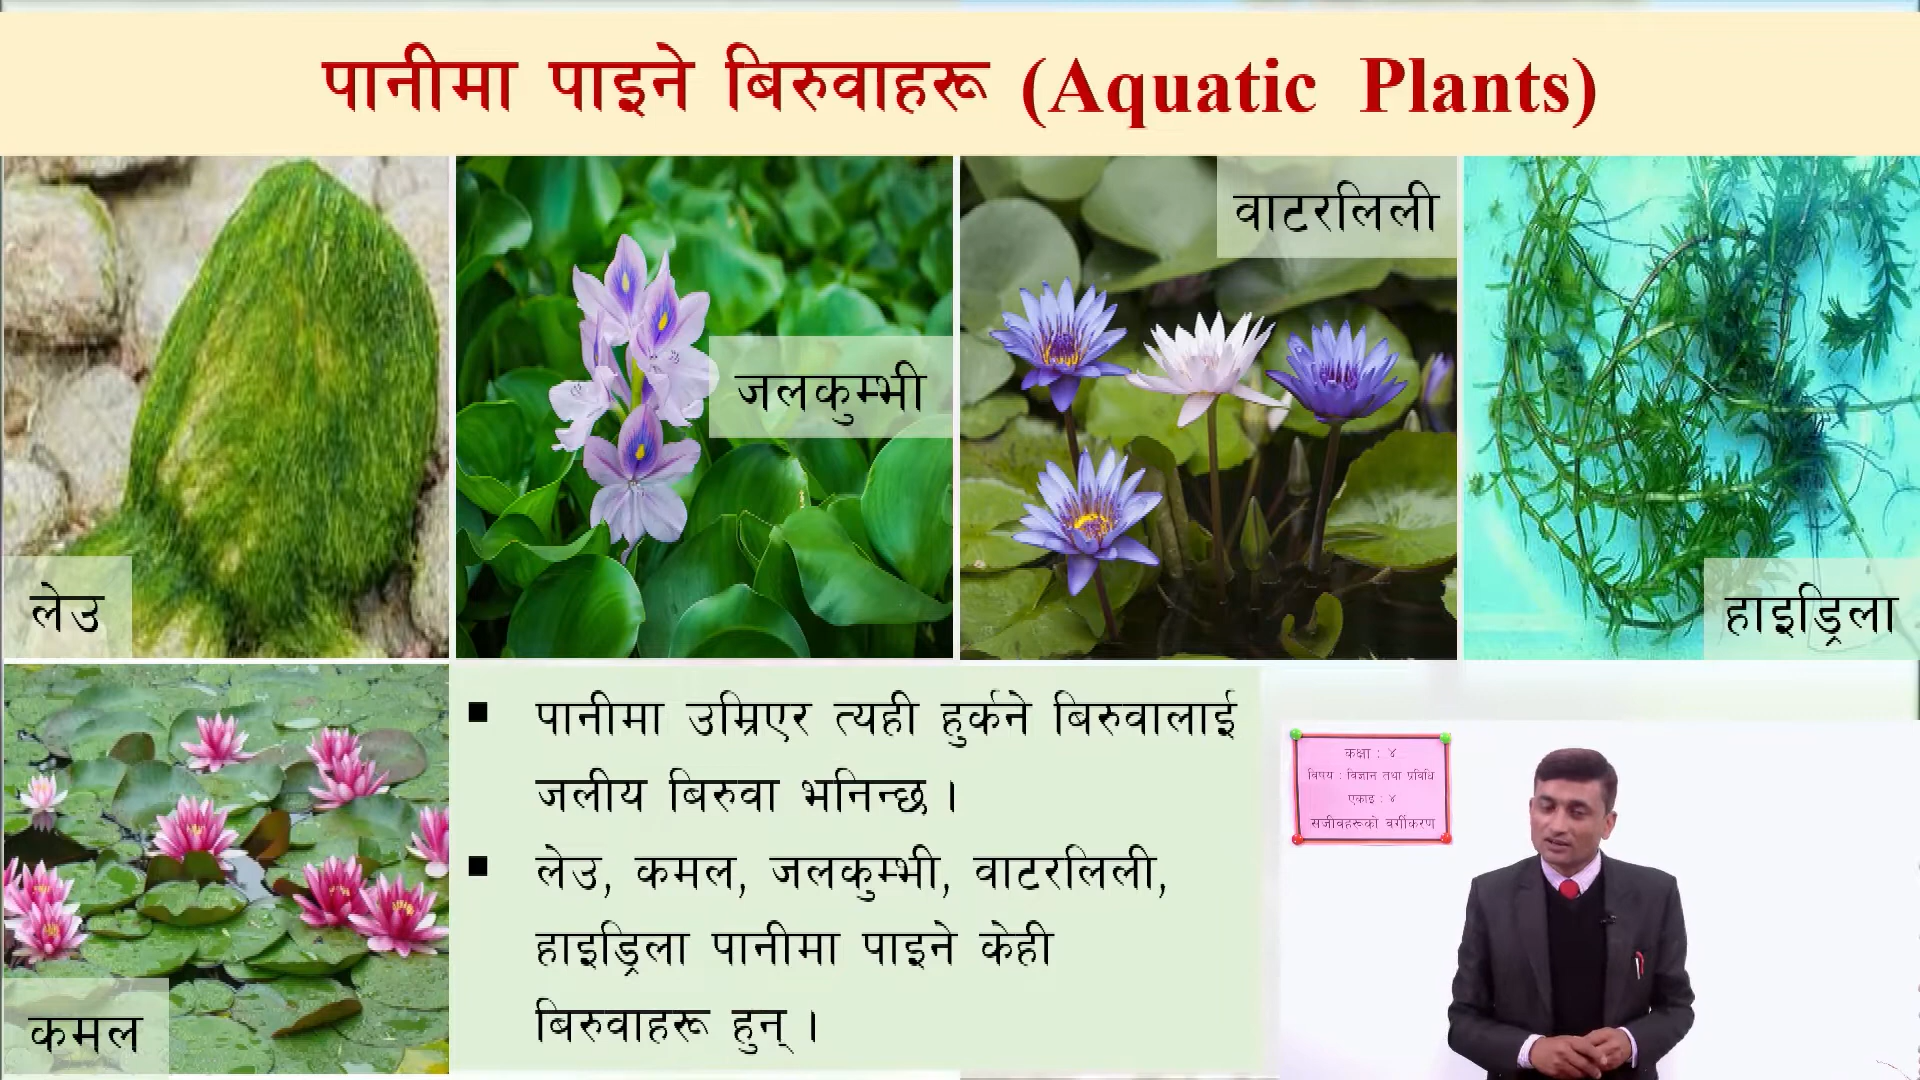 पानीमा पाइने बिरुवाहरू (Aquatic Plants)
लेउ
जलकुम्भी
वाटरलिली
हाइड्रिला
कमल
▪ पानीमा उम्रिएर त्यही हुर्कने बिरुवालाई
जलीय बिरुवा भनिन्छ ।
▪ लेउ, कमल, जलकुम्भी, वाटरलिली,
हाइड्रिला पानीमा पाइने केही
बिरुवाहरू हुन् ।
कक्षा : ४
विषय : विज्ञान तथा प्रविधि
एकाइ : ४
सजीवहरूको वर्गीकरण